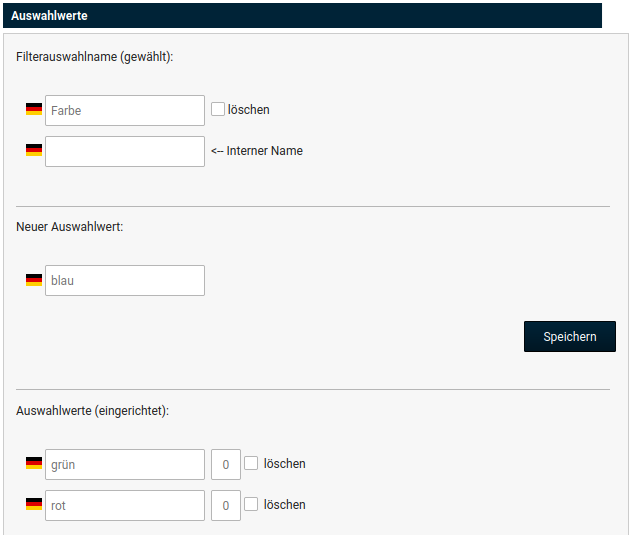 Auswahlwerte
Filterauswahlname (gewählt):
Farbe löschen
<-- Interner Name
Neuer Auswahlwert:
blau
Speichern
Auswahlwerte (eingerichtet):
grün 0 löschen
rot 0 löschen